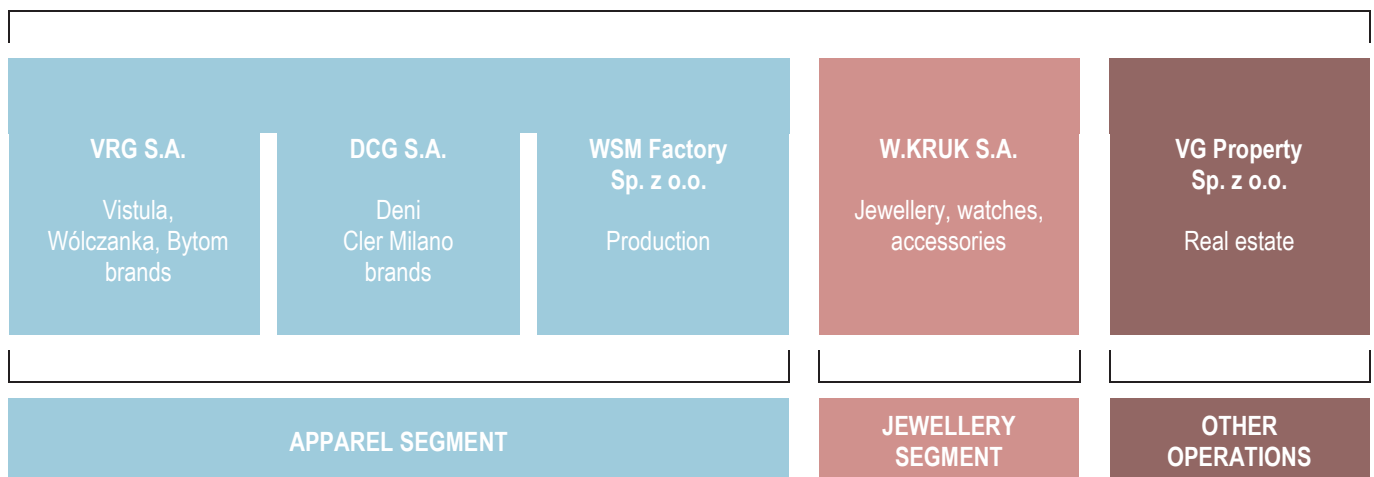 VRG S.A.
Vistula,
Wólczanka, Bytom
brands
DCG S.A.
Deni
Cler Milano
brands
WSM Factory
Sp. z o.o.
Production
W.KRUK S.A.
Jewellery, watches,
accessories
VG Property
Sp. z o.o.
Real estate
APPAREL SEGMENT
JEWELLERY
SEGMENT
OTHER
OPERATIONS